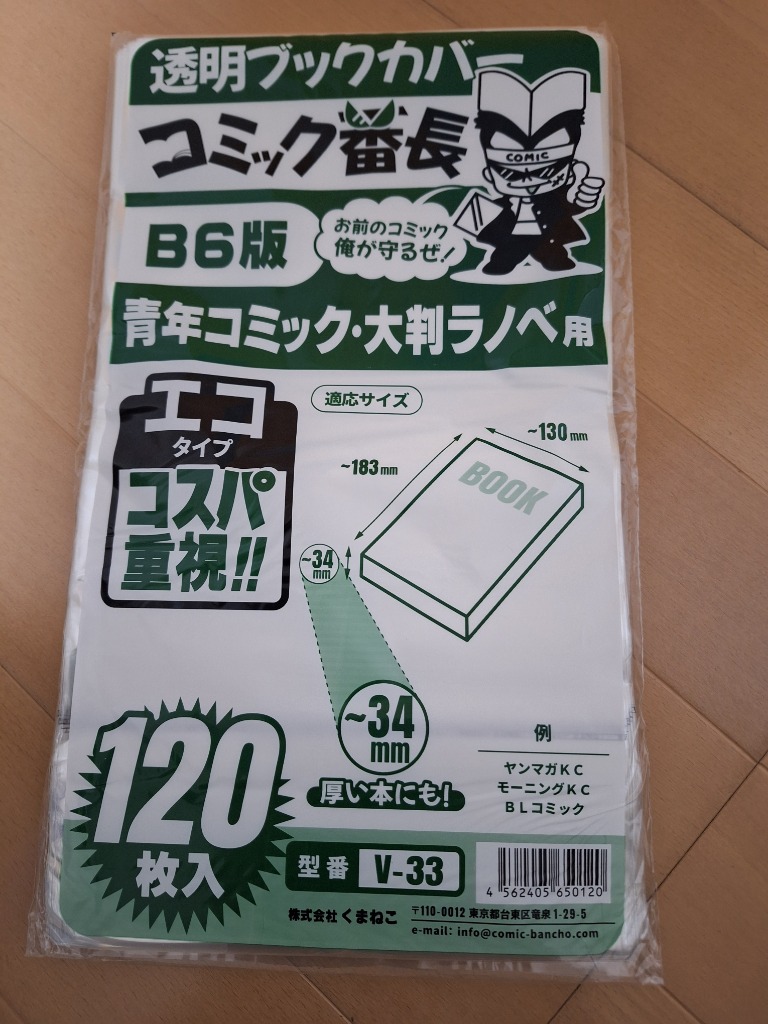 透明ブックカバー
コミック番長
COMIC
B6版
お前のコミック
俺が守るぜ!
青年コミック・大判ラノベ用
エコ
タイプ
コスパ
重視!!
適応サイズ
~130mm
~183mm
BOOK
~34
mm
~34
mm
厚い本にも!
例
ヤンマガKC
モーニングKC
BLコミック
120
枚入
型番 V-33
4 562405 650120
株式会社 くまねこ
〒110-0012 東京都台東区竜泉1-29-5
e-mail: info@comic-bancho.com